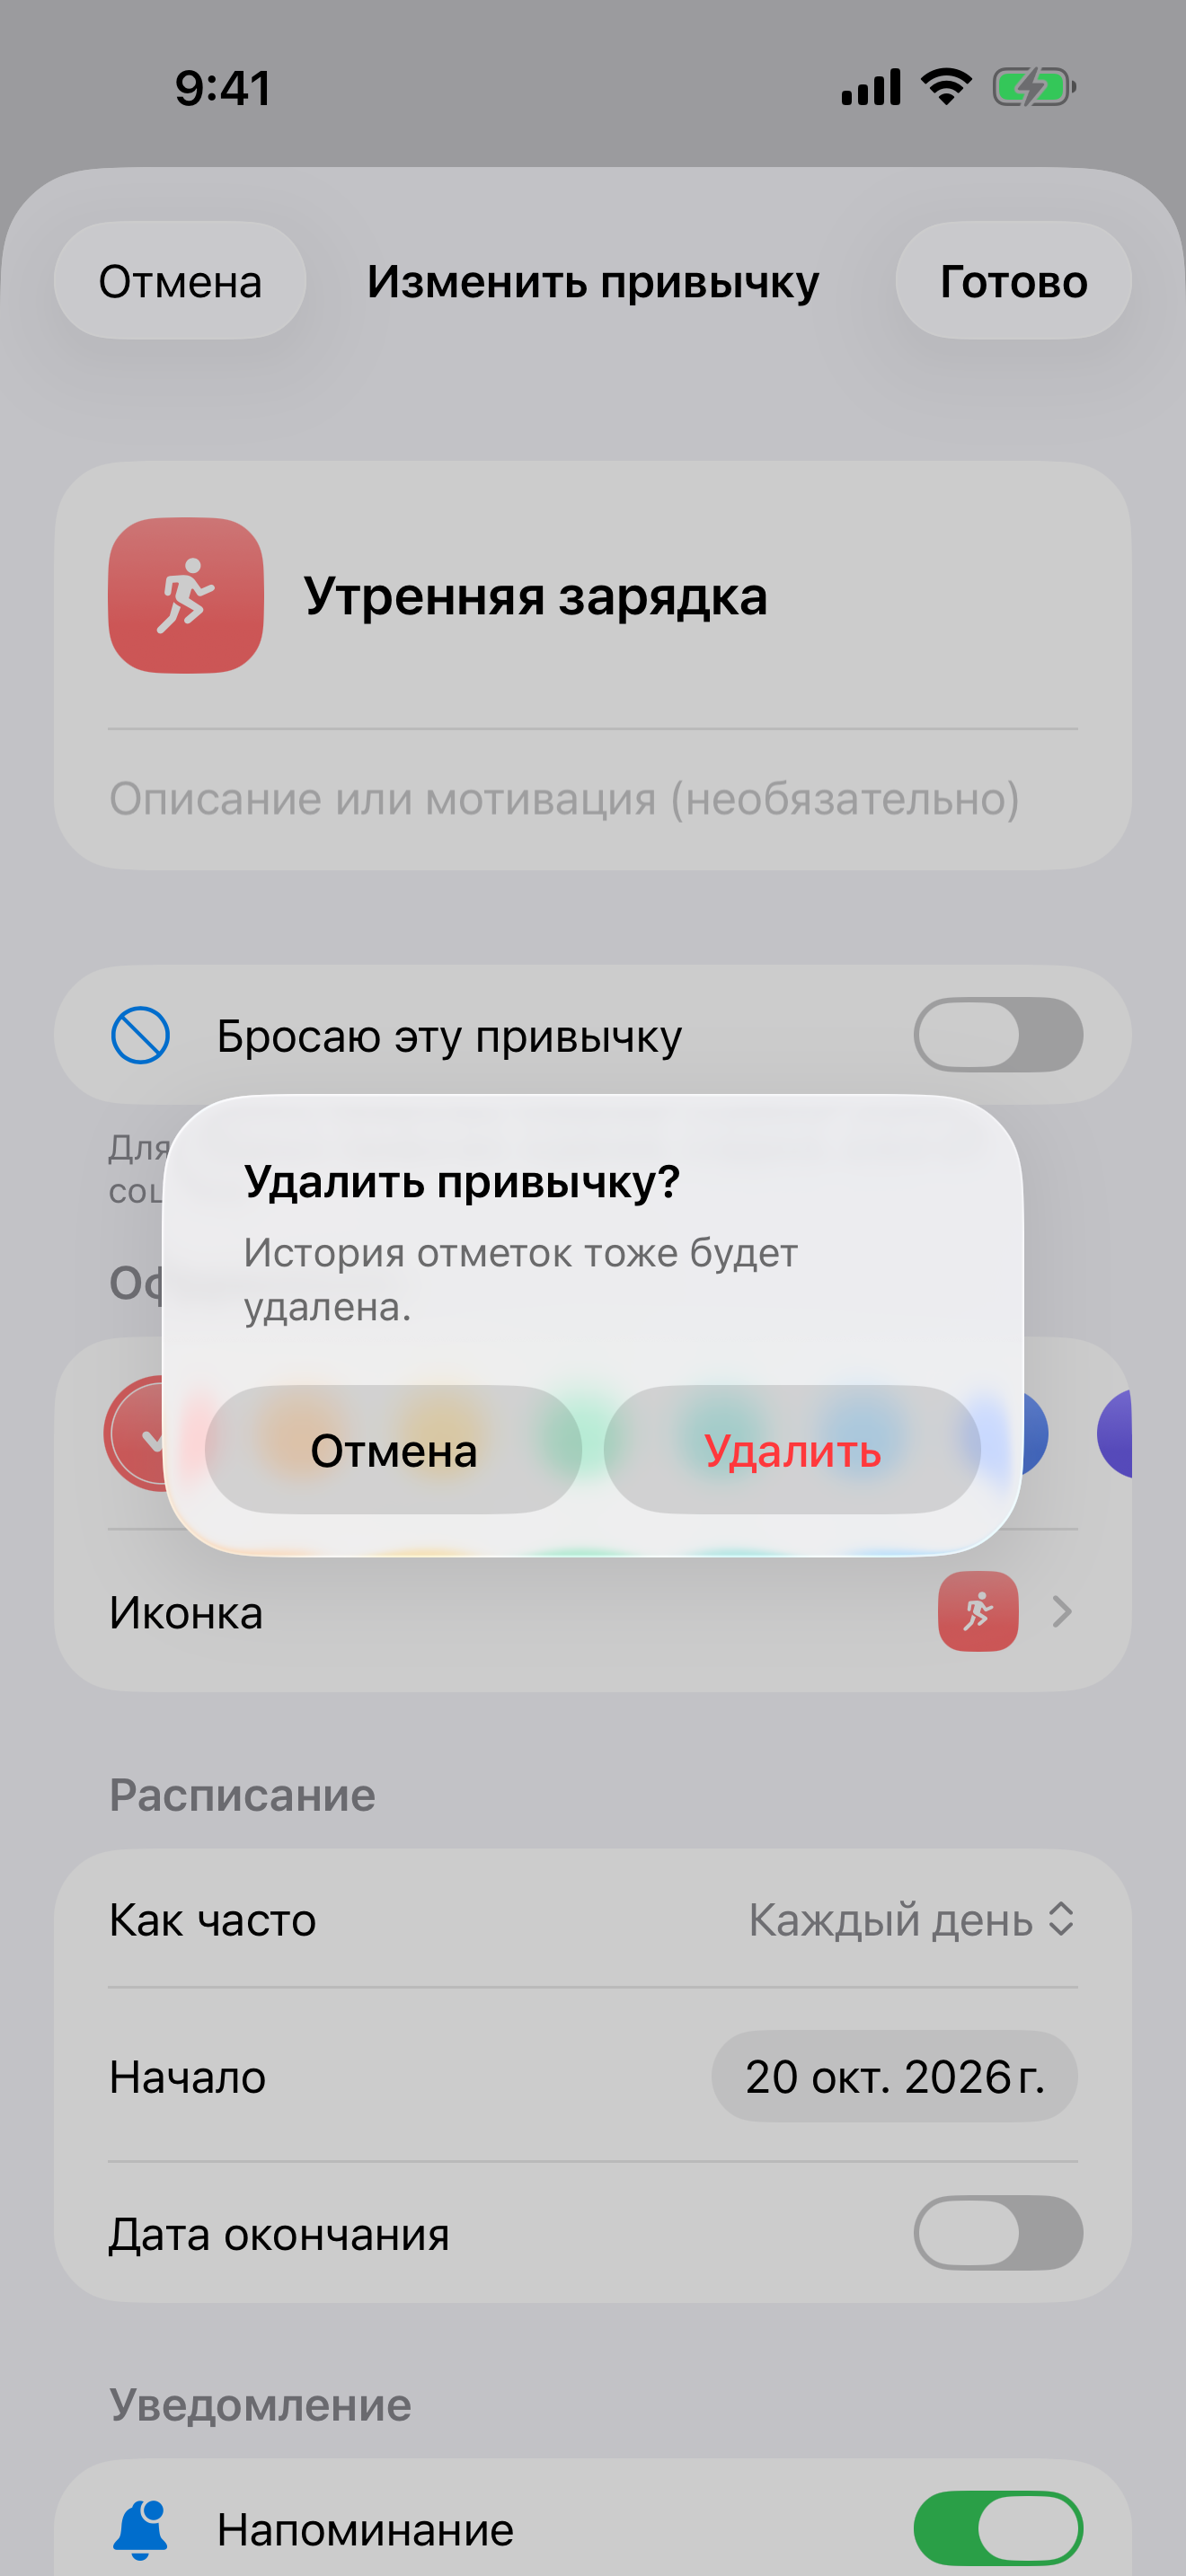 9:41
Отмена
Изменить привычку
Готово
Утренняя зарядка
Описание или мотивация (необязательно)
Бросаю эту привычку
Для
Удалить привычку?
История отметок тоже будет
удалена.
Отмена
Удалить
Иконка
Расписание
Как часто
Каждый день
Начало
20 окт. 2026 г.
Дата окончания
Уведомление
Напоминание